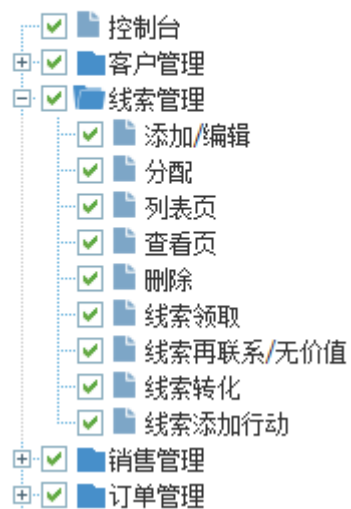 控制台
客户管理
线索管理
添加/编辑
分配
列表页
查看页
删除
线索领取
线索再联系/无价值
线索转化
线索添加行动
销售管理
订单管理